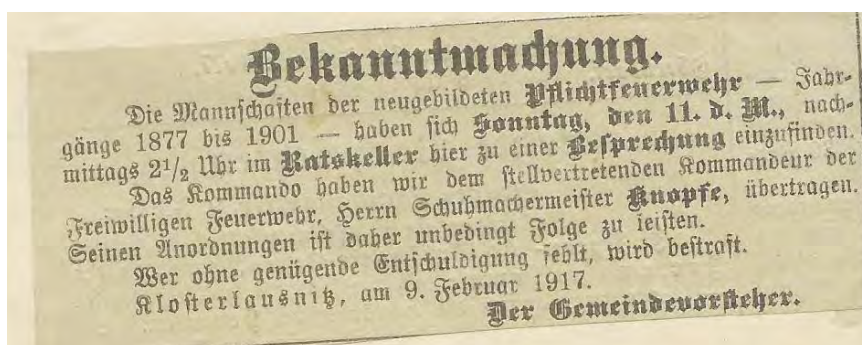 Bekanntmachung.
Die Mannschaften der neugebildeten Pflichtfeuerwehr — Jahr-
gänge 1877 bis 1901 — haben sich Sonntag, den 11. d. M., nach-
mittags 2½ Uhr im Ratskeller hier zu einer Besprechung einzufinden.
Das Kommando haben wir dem stellvertretenden Kommandeur der
Freiwilligen Feuerwehr, Herrn Schuhmachermeister Knopfe, übertragen.
Seinen Anordnungen ist daher unbedingt Folge zu leisten.
Wer ohne genügende Entschuldigung fehlt, wird bestraft.
Klosterlausnitz, am 9. Februar 1917.
Der Gemeindevorsteher.